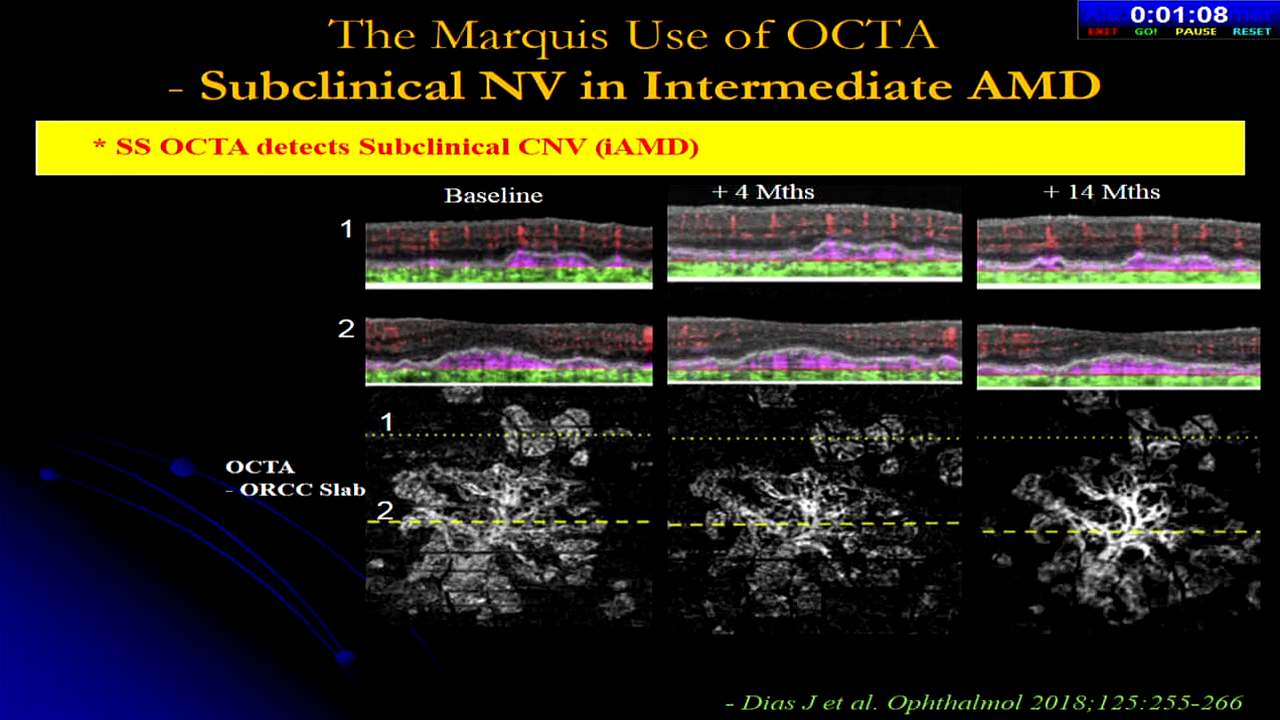 The Marquis Use of OCTA
- Subclinical NV in Intermediate AMD
0:01:08
EXIT GO! PAUSE RESET
* SS OCTA detects Subclinical CNV (iAMD)
Baseline
+ 4 Mths
+ 14 Mths
1
2
1
OCTA
- ORCC Slab
2
- Dias J et al. Ophthalmol 2018;125:255-266